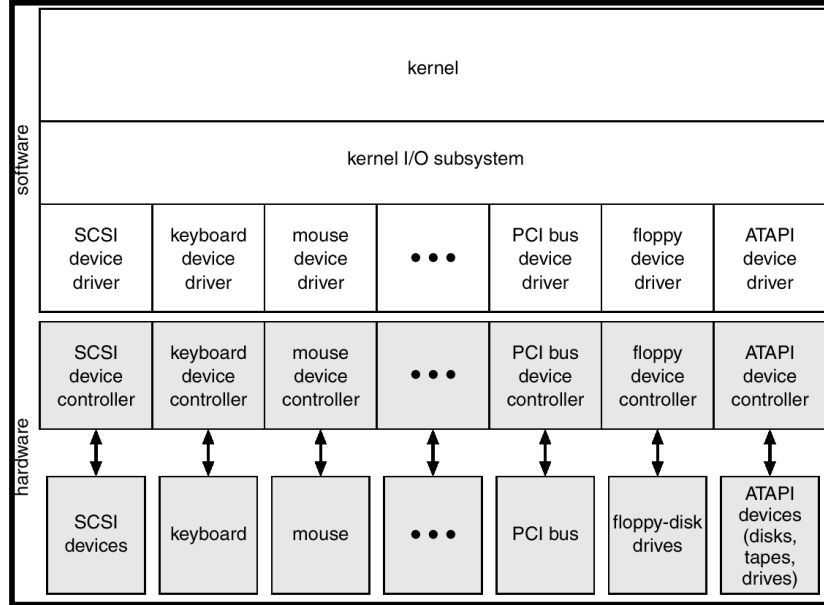 software
kernel
kernel I/O subsystem
SCSI
device
driver
keyboard
device
driver
mouse
device
driver
PCI bus
device
driver
floppy
device
driver
ATAPI
device
driver
hardware
SCSI
device
controller
keyboard
device
controller
mouse
device
controller
PCI bus
device
controller
floppy
device
controller
ATAPI
device
controller
SCSI
devices
keyboard
mouse
PCI bus
floppy-disk
drives
ATAPI
devices
(disks,
tapes,
drives)